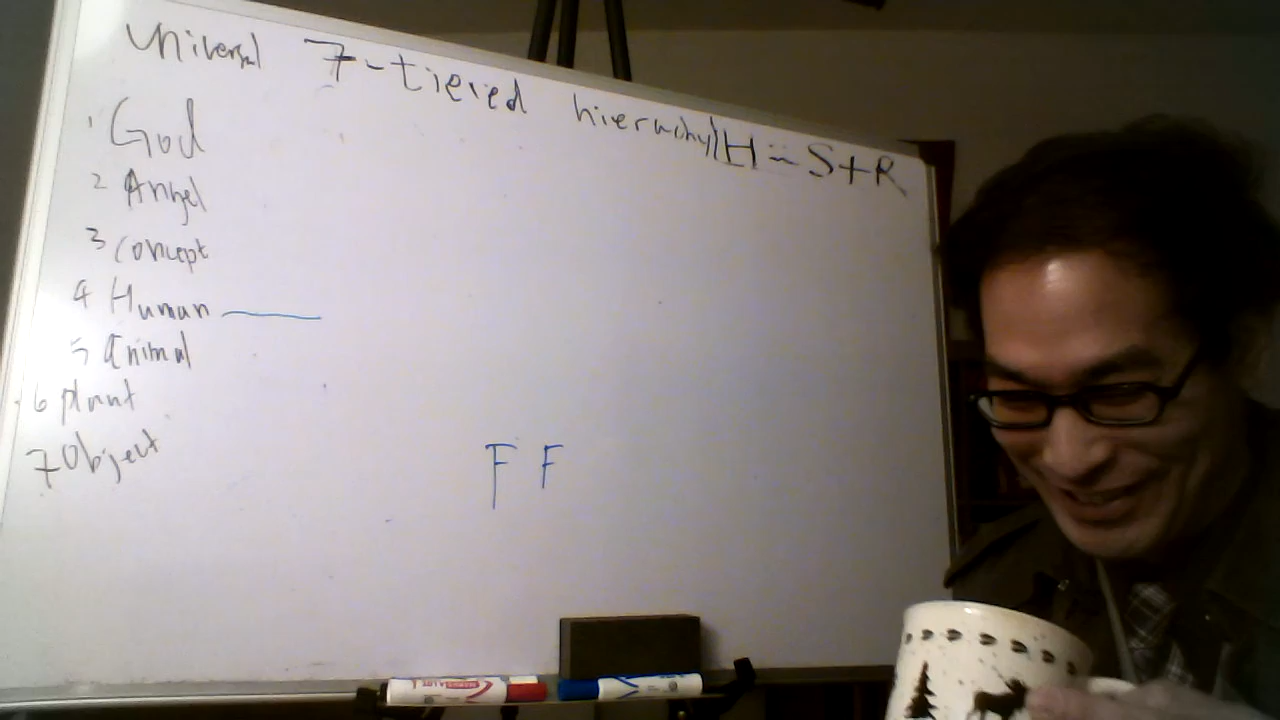 Universal 7-tiered hierarchy H = S+R
1 God
2 Angel
3 Concept
4 Human
5 Animal
6 plant
7 Object
F F